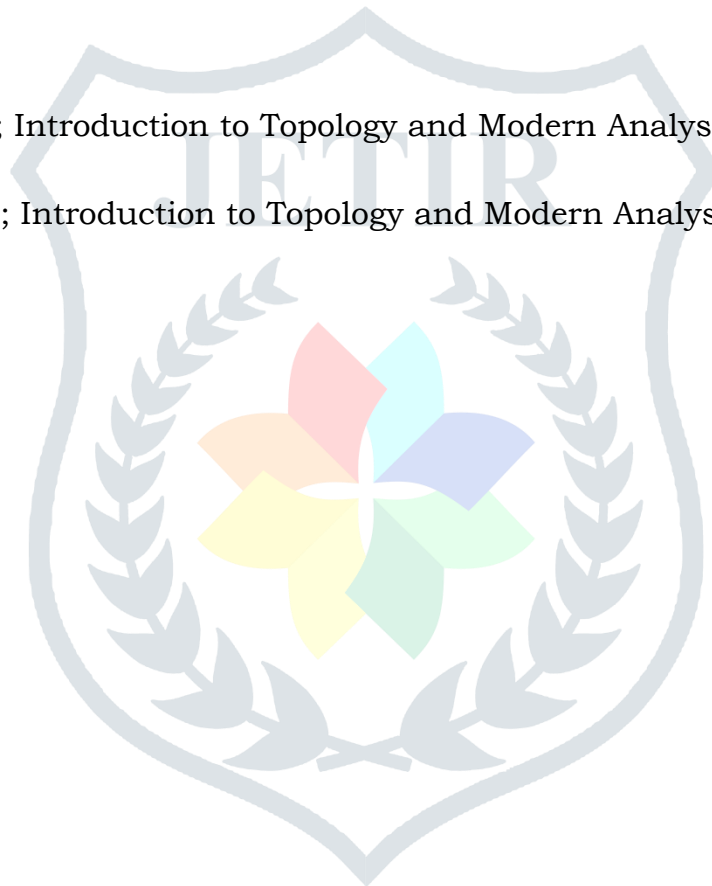 ; Introduction to Topology and Modern Analys
JETIR
; Introduction to Topology and Modern Analys